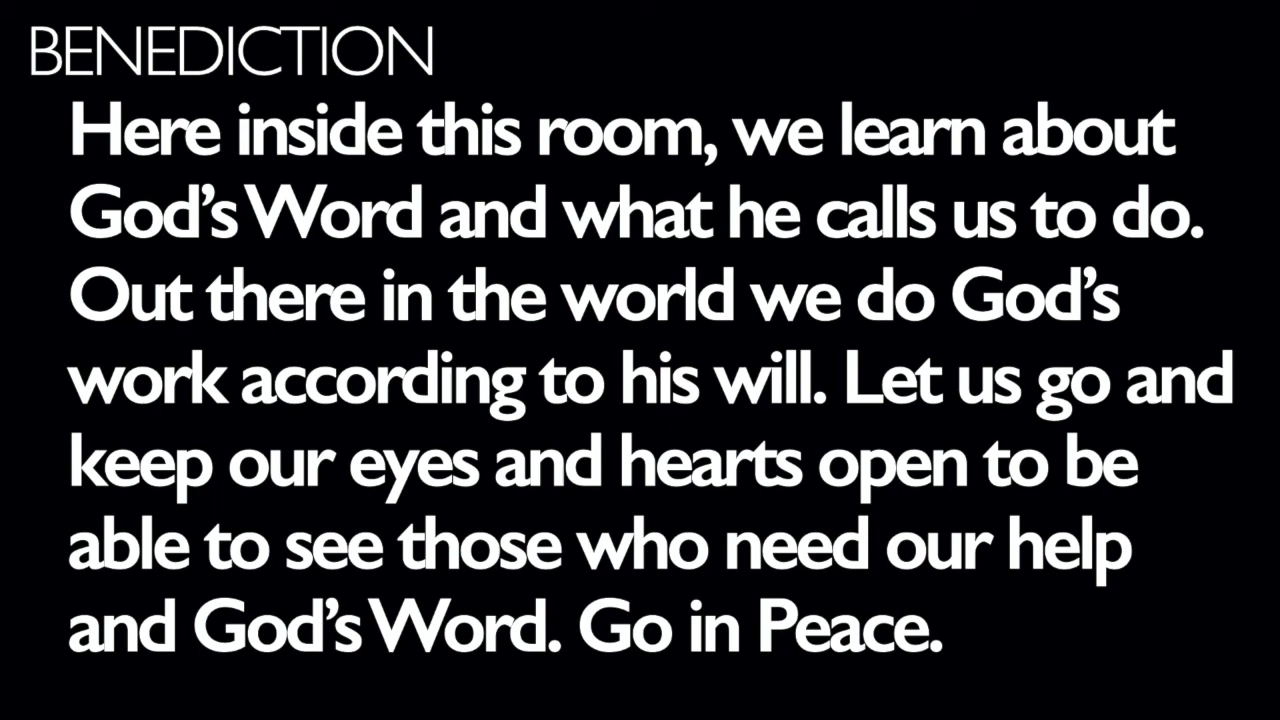 BENEDICTION
Here inside this room, we learn about
God's Word and what he calls us to do.
Out there in the world we do God's
work according to his will. Let us go and
keep our eyes and hearts open to be
able to see those who need our help
and God's Word. Go in Peace.